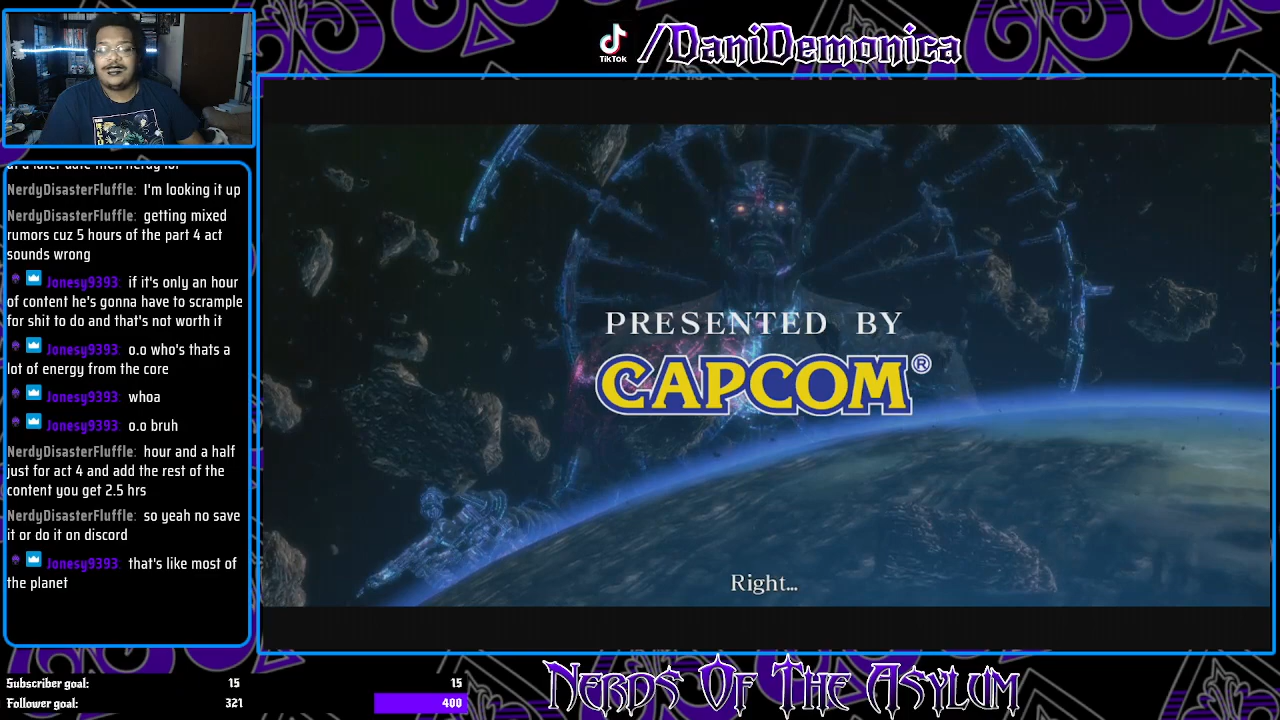 TikTok
/DaniDemonica
NerdyDisasterFluffle: I'm looking it up
NerdyDisasterFluffle: getting mixed
rumors cuz 5 hours of the part 4 act
sounds wrong
Jonesy9393: if it's only an hour
of content he's gonna have to scrample
for shit to do and that's not worth it
Jonesy9393: o.o who's thats a
lot of energy from the core
Jonesy9393: whoa
Jonesy9393: o.o bruh
NerdyDisasterFluffle: hour and a half
just for act 4 and add the rest of the
content you get 2.5 hrs
NerdyDisasterFluffle: so yeah no save
it or do it on discord
Jonesy9393: that's like most of
the planet
PRESENTED BY
CAPCOM®
Right...
Subscriber goal: 15 15
Follower goal: 321 400
Nerds Of The Asylum